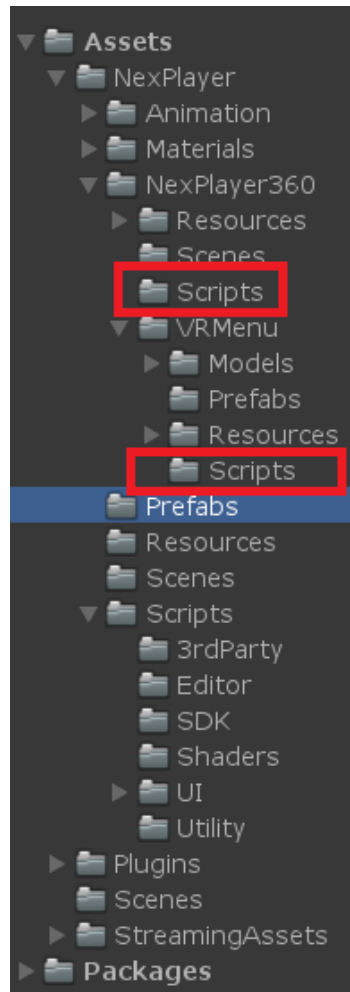 Assets
NexPlayer
Animation
Materials
NexPlayer360
Resources
Scenes
Scripts
VRMenu
Models
Prefabs
Resources
Scripts
Prefabs
Resources
Scenes
Scripts
3rdParty
Editor
SDK
Shaders
UI
Utility
Plugins
Scenes
StreamingAssets
Packages